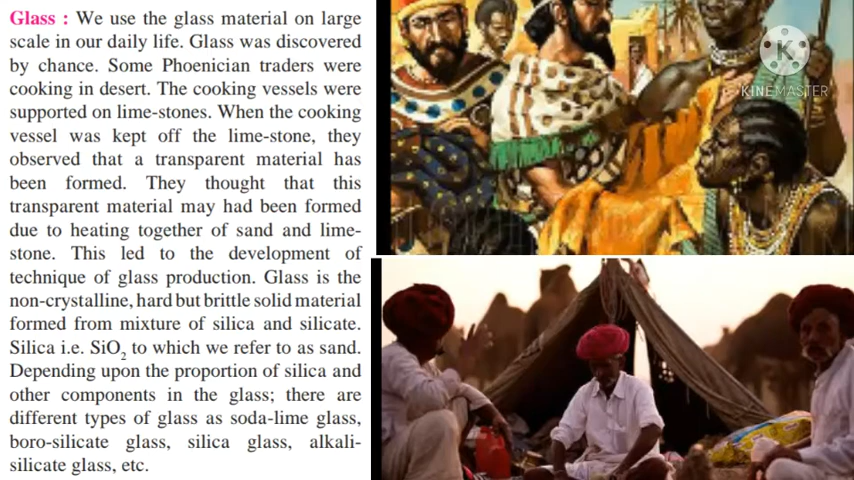 Glass : We use the glass material on large
scale in our daily life. Glass was discovered
by chance. Some Phoenician traders were
cooking in desert. The cooking vessels were
supported on lime-stones. When the cooking
vessel was kept off the lime-stone, they
observed that a transparent material has
been formed. They thought that this
transparent material may had been formed
due to heating together of sand and lime-
stone. This led to the development of
technique of glass production. Glass is the
non-crystalline, hard but brittle solid material
formed from mixture of silica and silicate.
Silica i.e. SiO₂ to which we refer to as sand.
Depending upon the proportion of silica and
other components in the glass; there are
different types of glass as soda-lime glass,
boro-silicate glass, silica glass, alkali-
silicate glass, etc.
K
KINEMASTER